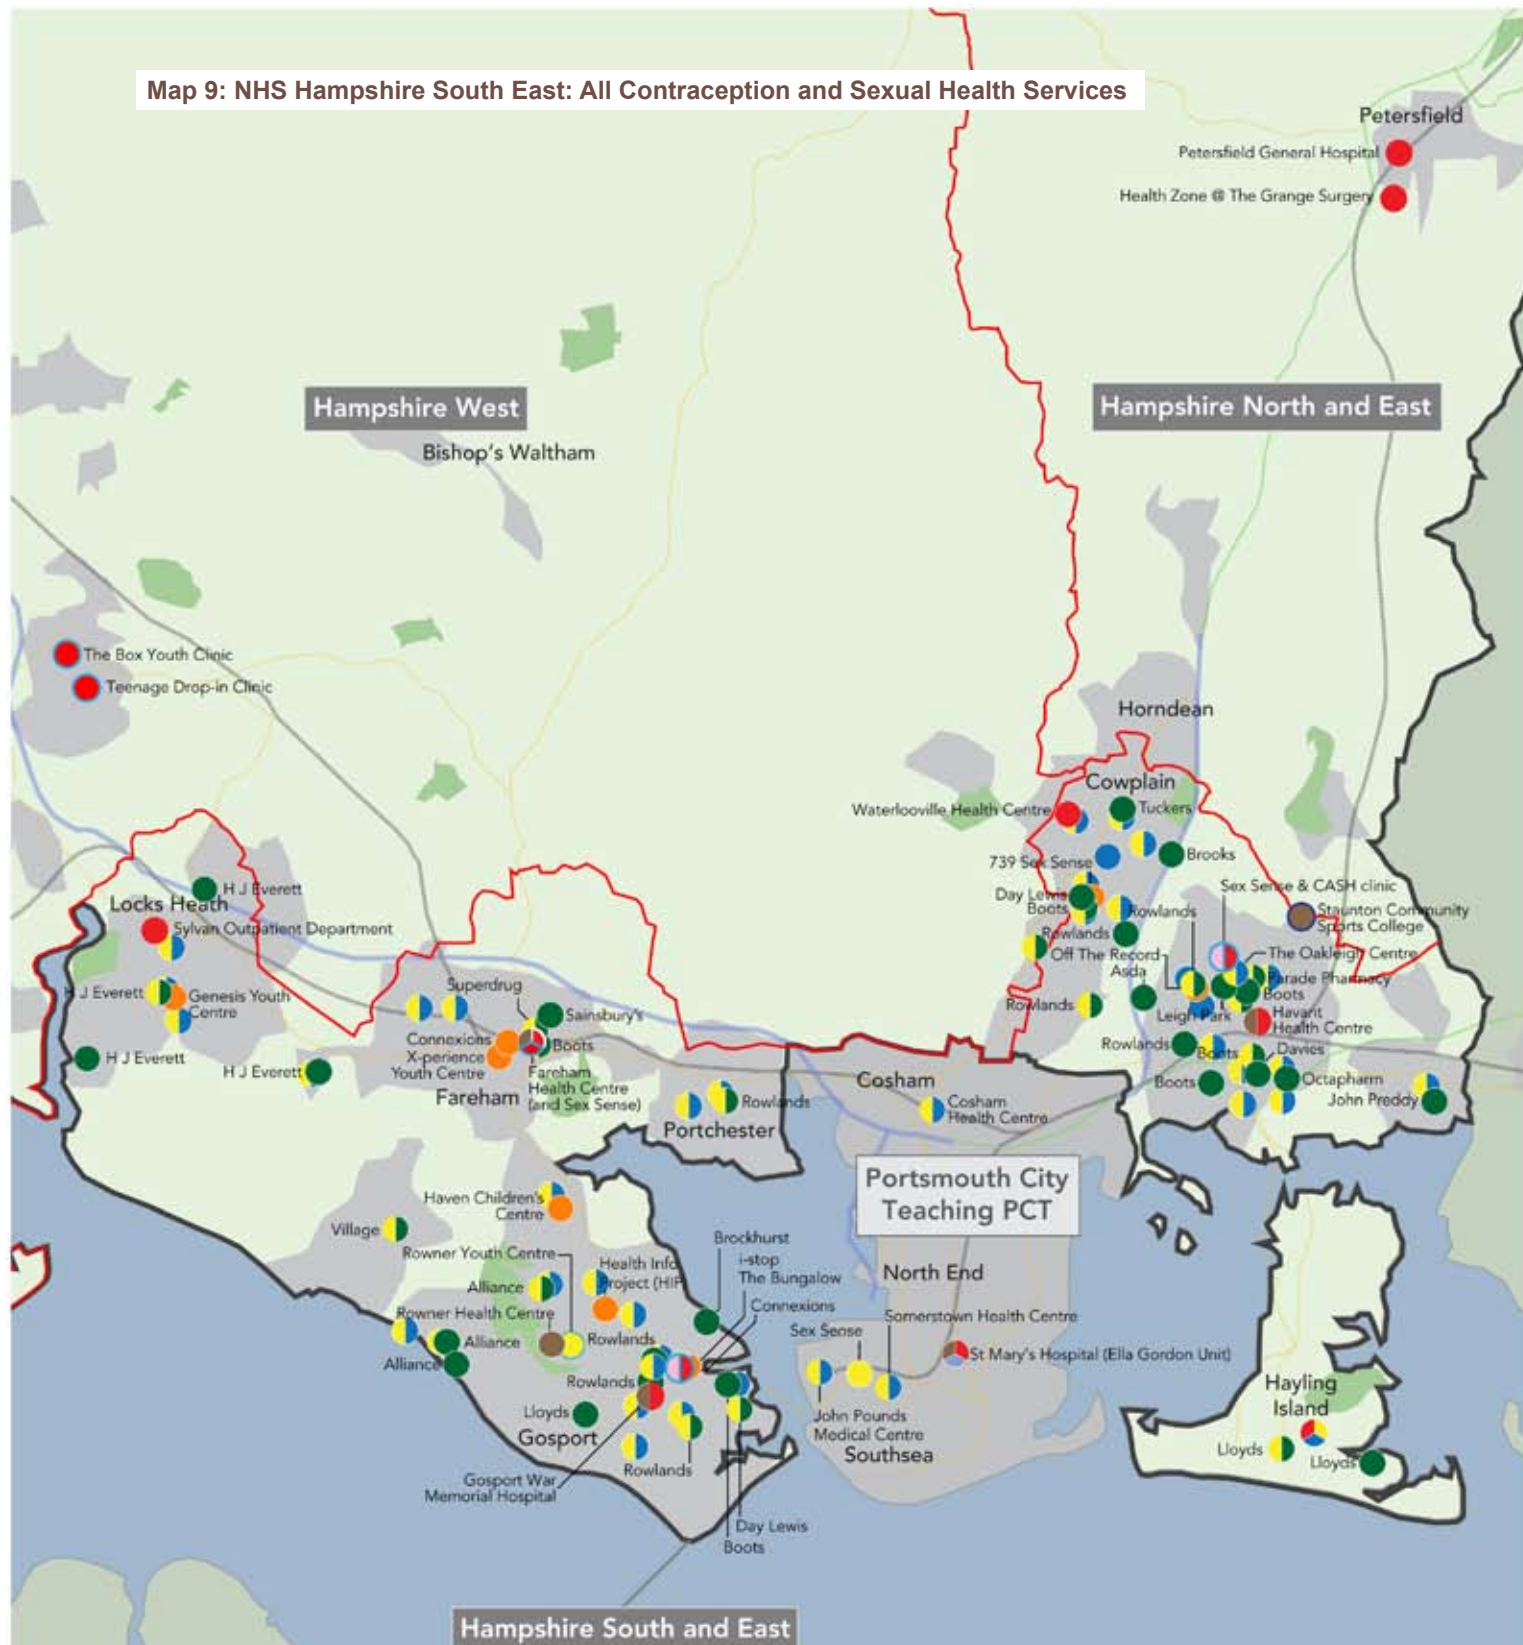 Map 9: NHS Hampshire South East: All Contraception and Sexual Health Services
Petersfield
Petersfield General Hospital
Health Zone @ The Grange Surgery
Hampshire West
Hampshire North and East
Bishop's Waltham
The Box Youth Clinic
Teenage Drop-in Clinic
Horndean
Cowplain
Waterlooville Health Centre
Tuckers
739 Sex Sense
Brooks
Day Lewis
Boots
Rowlands
Rowlands
Sex Sense & CASH clinic
Staunton Community
Sports College
Off The Record
The Oakleigh Centre
Asda
Parade Pharmacy
Boots
Rowlands
Leigh Park
Havant
Health Centre
Rowlands
Boots
Davies
Boots
Octapharm
John Preddy
H J Everett
Locks Heath
Sylvan Outpatient Department
H J Everett
Genesis Youth
Centre
H J Everett
H J Everett
Superdrug
Sainsbury's
Connexions
X-perience
Youth Centre
Boots
Fareham
Health Centre
(and Sex Sense)
Fareham
Rowlands
Portchester
Cosham
Cosham
Health Centre
Portsmouth City
Teaching PCT
Haven Children's
Centre
Village
Rowner Youth Centre
Brockhurst
i-stop
The Bungalow
Health Info
Project (HIP)
Alliance
Connexions
North End
Rowner Health Centre
Somerstown Health Centre
Sex Sense
Alliance
Rowlands
Alliance
St Mary's Hospital (Ella Gordon Unit)
Rowlands
Lloyds
Gosport
John Pounds
Medical Centre
Southsea
Hayling
Island
Lloyds
Lloyds
Gosport War
Memorial Hospital
Rowlands
Day Lewis
Boots
Hampshire South and East